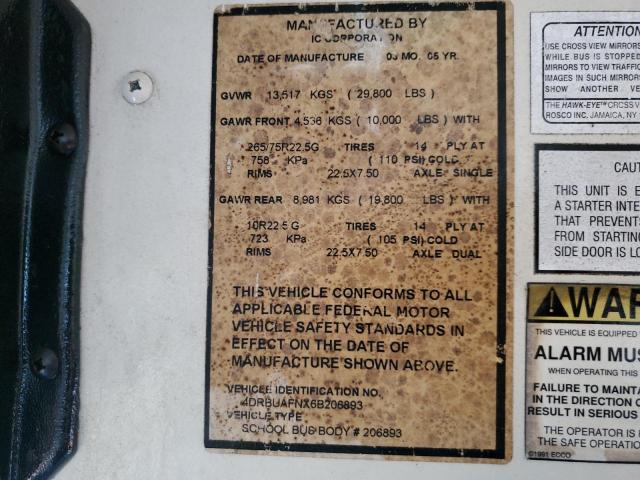 MANUFACTURED BY
IC CORPORATION
DATE OF MANUFACTURE 03 MO. 05 YR.
GVWR 13,517 KGS ( 29,800 LBS )
GAWR FRONT 4,536 KGS ( 10,000 LBS ) WITH
265/75R22.5G TIRES 14 PLY AT
758 KPa ( 110 PSI) COLD
RIMS 22.5X7.50 AXLE SINGLE
GAWR REAR 8,981 KGS ( 19,800 LBS ) WITH
10R22.5 G TIRES 14 PLY AT
723 KPa ( 105 PSI) COLD
RIMS 22.5X7.50 AXLE DUAL
THIS VEHICLE CONFORMS TO ALL
APPLICABLE FEDERAL MOTOR
VEHICLE SAFETY STANDARDS IN
EFFECT ON THE DATE OF
MANUFACTURE SHOWN ABOVE.
VEHICLE IDENTIFICATION NO.
4DRBUAFNX6B206893
VEHICLE TYPE
SCHOOL BUS BODY # 206893
ATTENTION
USE CROSS VIEW MIRRORS
WHILE BUS IS STOPPED
MIRRORS TO VIEW TRAFFIC
IMAGES IN SUCH MIRRORS
SHOW ANOTHER VE
THE HAWK-EYE CROSS V
ROSCO INC. JAMAICA, NY
CAUT
THIS UNIT IS E
A STARTER INTE
THAT PREVENTS
FROM STARTING
SIDE DOOR IS LO
WAR
THIS VEHICLE IS EQUIPPED
ALARM MUS
WHEN OPERATING THIS
FAILURE TO MAINTA
IN THE DIRECTION O
RESULT IN SERIOUS
THE OPERATOR IS
THE SAFE OPERATIO
©1991 ECCO